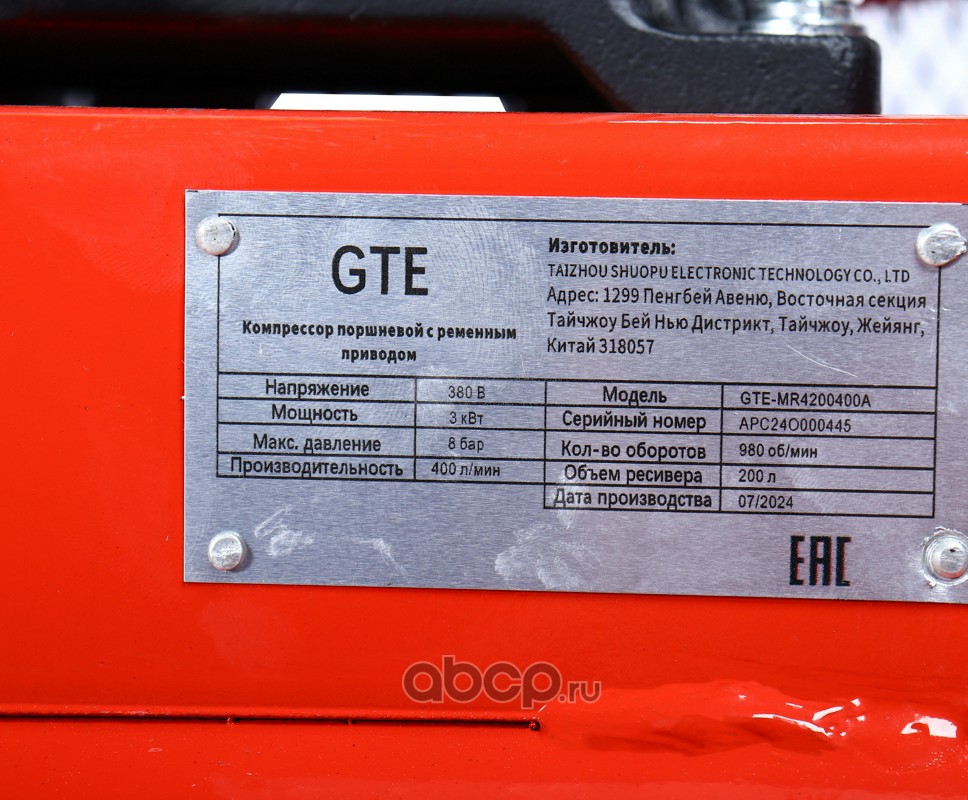 GTE
Компрессор поршневой с ременным
приводом
Изготовитель:
TAIZHOU SHUOPU ELECTRONIC TECHNOLOGY CO., LTD
Адрес: 1299 Пенгбей Авеню, Восточная секция
Тайчжоу Бей Нью Дистрикт, Тайчжоу, Жейянг,
Китай 318057
Напряжение 380 В
Мощность 3 кВт
Макс. давление 8 бар
Производительность 400 л/мин
Модель GTE-MR4200400A
Серийный номер APC24O000445
Кол-во оборотов 980 об/мин
Объем ресивера 200 л
Дата производства 07/2024
EAC
abcp.ru